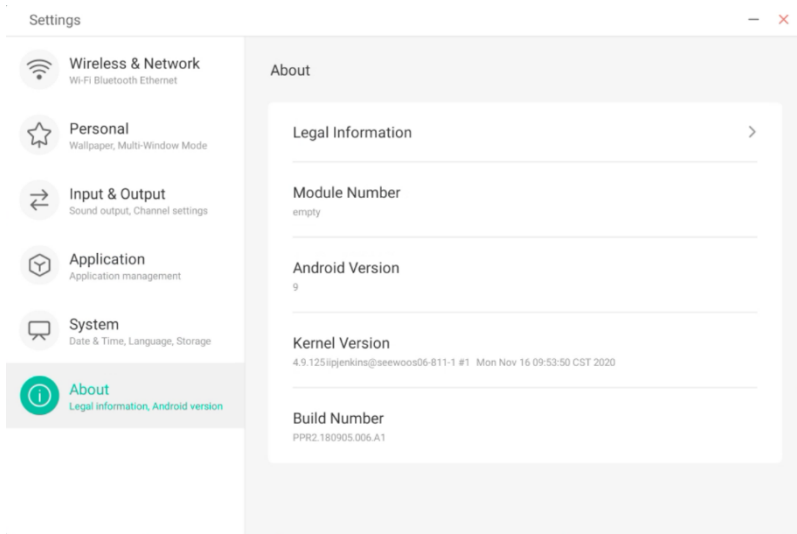 Settings
Wireless & Network
Wi-Fi Bluetooth Ethernet
Personal
Wallpaper, Multi-Window Mode
Input & Output
Sound output, Channel settings
Application
Application management
System
Date & Time, Language, Storage
About
Legal information, Android version
About
Legal Information
Module Number
empty
Android Version
9
Kernel Version
4.9.125iipjenkins@seewoos06-811-1 #1 Mon Nov 16 09:53:50 CST 2020
Build Number
PPR2.180905.006.A1